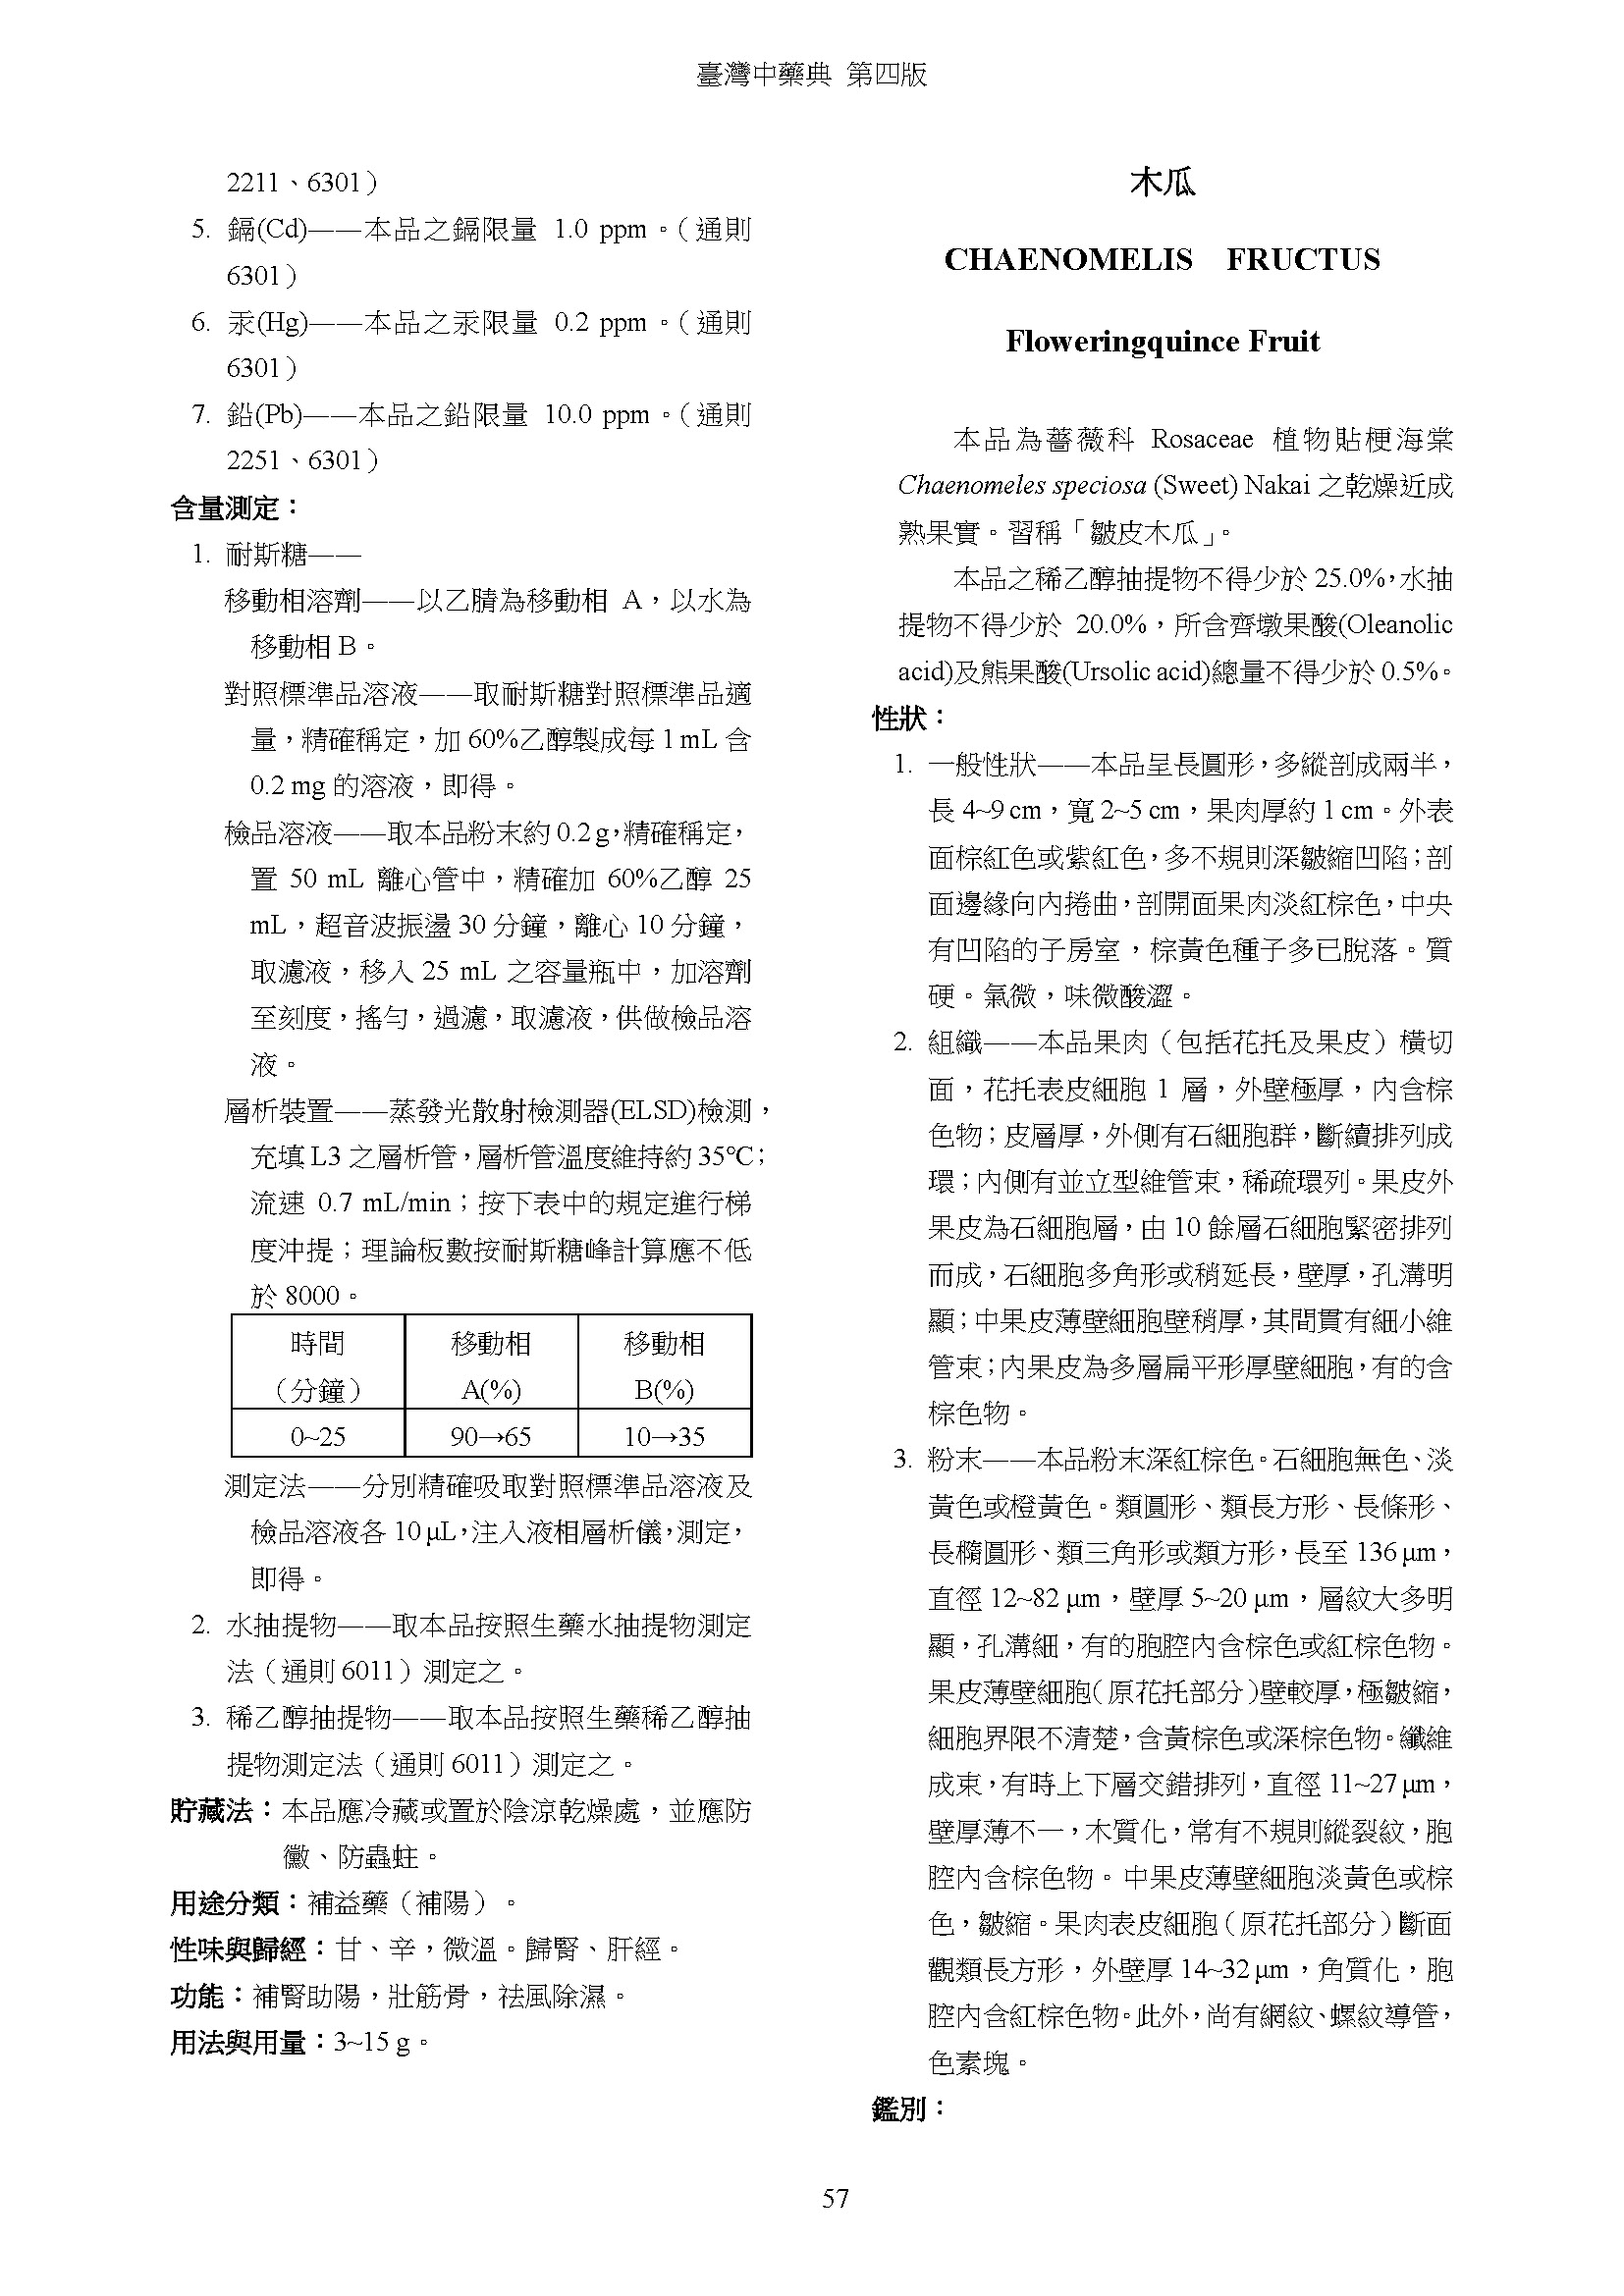 臺灣中藥典 第四版
2211、6301）
5. 鎘(Cd)——本品之鎘限量 1.0 ppm。（通則
6301）
6. 汞(Hg)——本品之汞限量 0.2 ppm。（通則
6301）
7. 鉛(Pb)——本品之鉛限量 10.0 ppm。（通則
2251、6301）
含量測定：
1. 耐斯糖——
移動相溶劑——以乙腈為移動相 A，以水為
移動相 B。
對照標準品溶液——取耐斯糖對照標準品適
量，精確稱定，加 60%乙醇製成每 1 mL 含
0.2 mg 的溶液，即得。
檢品溶液——取本品粉末約 0.2 g，精確稱定，
置 50 mL 離心管中，精確加 60%乙醇 25
mL，超音波振盪 30 分鐘，離心 10 分鐘，
取濾液，移入 25 mL 之容量瓶中，加溶劑
至刻度，搖勻，過濾，取濾液，供做檢品溶
液。
層析裝置——蒸發光散射檢測器(ELSD)檢測，
充填 L3 之層析管，層析管溫度維持約 35℃；
流速 0.7 mL/min；按下表中的規定進行梯
度沖提；理論板數按耐斯糖峰計算應不低
於 8000。
時間 移動相 移動相
（分鐘） A(%) B(%)
0~25 90→65 10→35
測定法——分別精確吸取對照標準品溶液及
檢品溶液各 10 μL，注入液相層析儀，測定，
即得。
2. 水抽提物——取本品按照生藥水抽提物測定
法（通則 6011）測定之。
3. 稀乙醇抽提物——取本品按照生藥稀乙醇抽
提物測定法（通則 6011）測定之。
貯藏法：本品應冷藏或置於陰涼乾燥處，並應防
黴、防蟲蛀。
用途分類：補益藥（補陽）。
性味與歸經：甘、辛，微溫。歸腎、肝經。
功能：補腎助陽，壯筋骨，祛風除濕。
用法與用量：3~15 g。
木瓜
CHAENOMELIS FRUCTUS
Floweringquince Fruit
本品為薔薇科 Rosaceae 植物貼梗海棠
Chaenomeles speciosa (Sweet) Nakai 之乾燥近成
熟果實。習稱「皺皮木瓜」。
本品之稀乙醇抽提物不得少於 25.0%，水抽
提物不得少於 20.0%，所含齊墩果酸(Oleanolic
acid)及熊果酸(Ursolic acid)總量不得少於 0.5%。
性狀：
1. 一般性狀——本品呈長圓形，多縱剖成兩半，
長 4~9 cm，寬 2~5 cm，果肉厚約 1 cm。外表
面棕紅色或紫紅色，多不規則深皺縮凹陷；剖
面邊緣向內捲曲，剖開面果肉淡紅棕色，中央
有凹陷的子房室，棕黃色種子多已脫落。質
硬。氣微，味微酸澀。
2. 組織——本品果肉（包括花托及果皮）橫切
面，花托表皮細胞 1 層，外壁極厚，內含棕
色物；皮層厚，外側有石細胞群，斷續排列成
環；內側有並立型維管束，稀疏環列。果皮外
果皮為石細胞層，由 10 餘層石細胞緊密排列
而成，石細胞多角形或稍延長，壁厚，孔溝明
顯；中果皮薄壁細胞壁稍厚，其間貫有細小維
管束；內果皮為多層扁平形厚壁細胞，有的含
棕色物。
3. 粉末——本品粉末深紅棕色。石細胞無色、淡
黃色或橙黃色。類圓形、類長方形、長條形、
長橢圓形、類三角形或類方形，長至 136 μm，
直徑 12~82 μm，壁厚 5~20 μm，層紋大多明
顯，孔溝細，有的胞腔內含棕色或紅棕色物。
果皮薄壁細胞（原花托部分）壁較厚，極皺縮，
細胞界限不清楚，含黃棕色或深棕色物。纖維
成束，有時上下層交錯排列，直徑 11~27 μm，
壁厚薄不一，木質化，常有不規則縱裂紋，胞
腔內含棕色物。中果皮薄壁細胞淡黃色或棕
色，皺縮。果肉表皮細胞（原花托部分）斷面
觀類長方形，外壁厚 14~32 μm，角質化，胞
腔內含紅棕色物。此外，尚有網紋、螺紋導管，
色素塊。
鑑別：
57